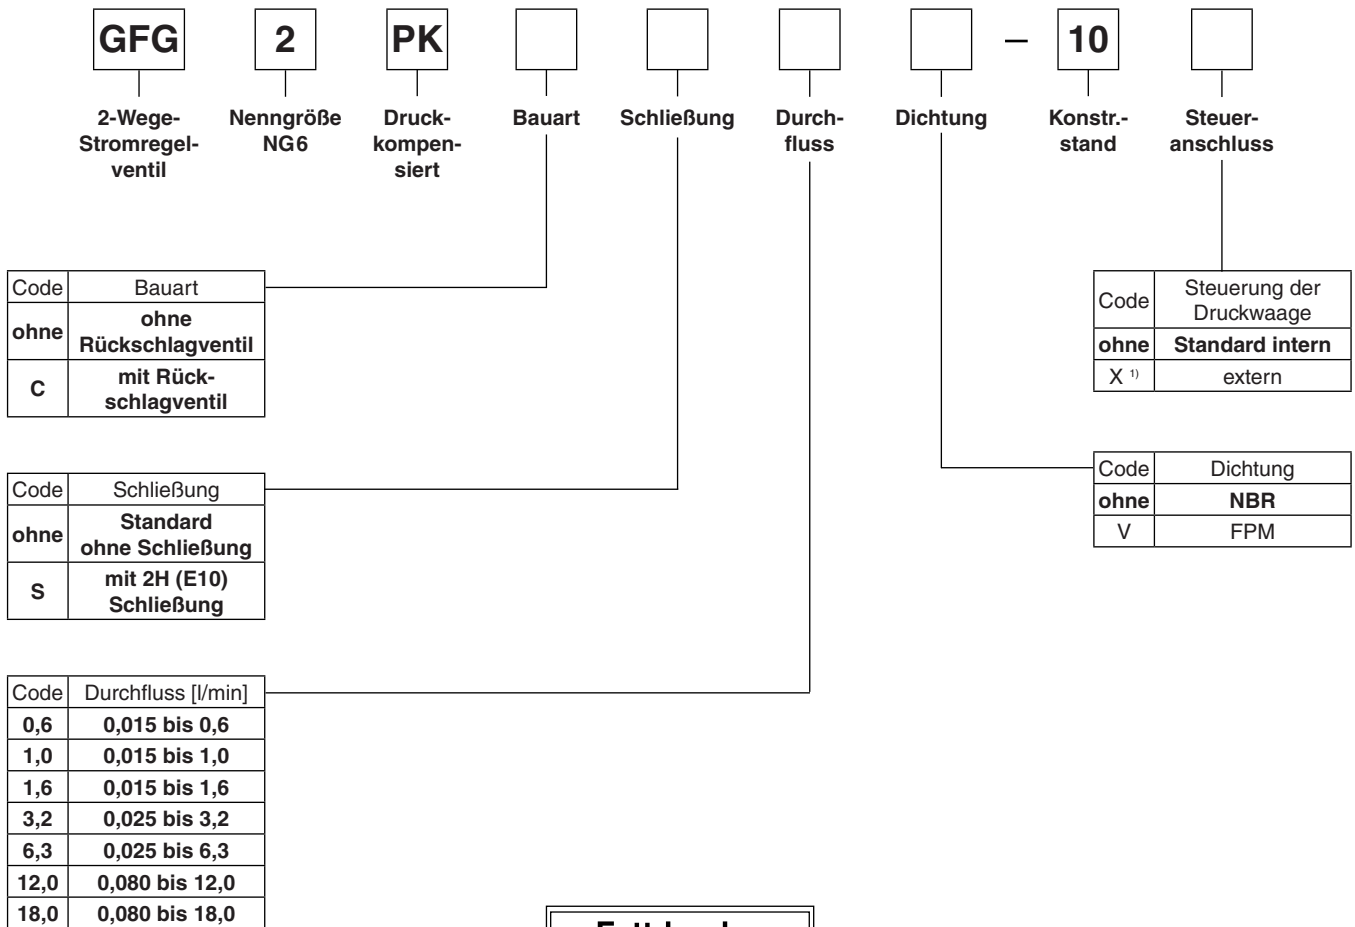 GFG 2 PK – 10
2-Wege-
Stromregel-
ventil
Nenngröße
NG6
Druck-
kompen-
siert
Bauart
Schließung
Durch-
fluss
Dichtung
Konstr.-
stand
Steuer-
anschluss
Code Bauart
ohne ohne
Rückschlagventil
C mit Rück-
schlagventil
Code Schließung
ohne Standard
ohne Schließung
S mit 2H (E10)
Schließung
Code Durchfluss [l/min]
0,6 0,015 bis 0,6
1,0 0,015 bis 1,0
1,6 0,015 bis 1,6
3,2 0,025 bis 3,2
6,3 0,025 bis 6,3
12,0 0,080 bis 12,0
18,0 0,080 bis 18,0
Code Steuerung der
Druckwaage
ohne Standard intern
X 1) extern
Code Dichtung
ohne NBR
V FPM